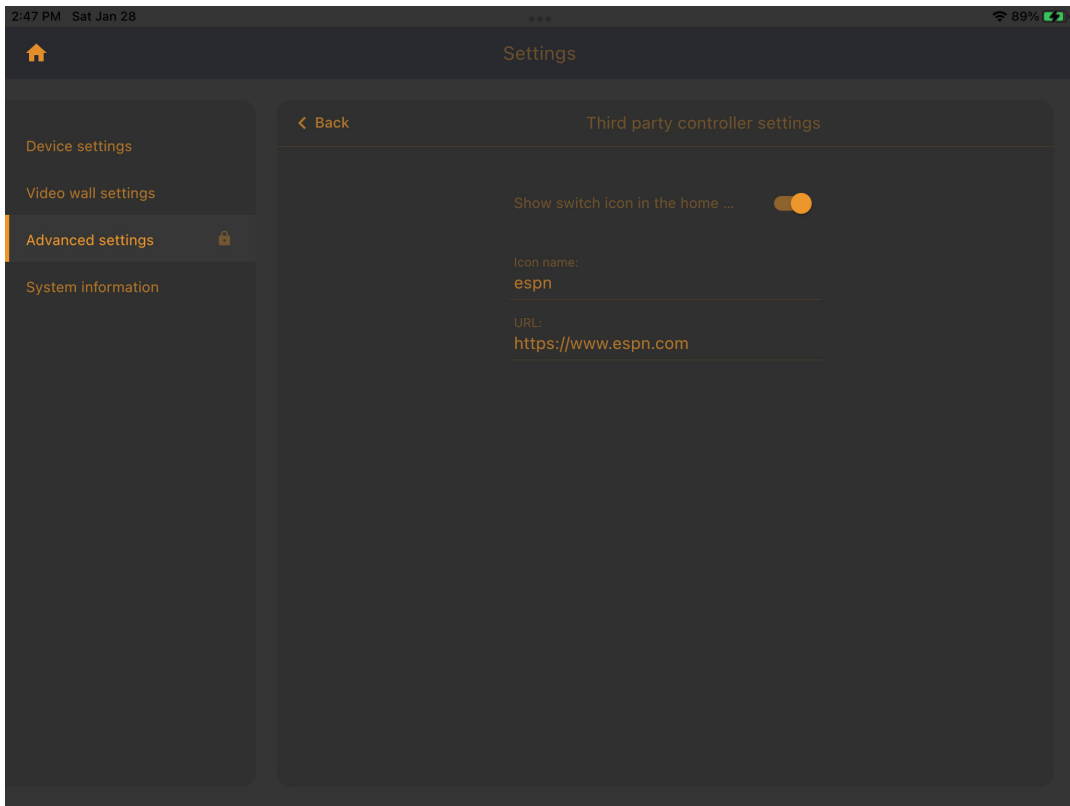 2:47 PM Sat Jan 28
89%
Settings
Device settings
Video wall settings
Advanced settings
System information
Back
Third party controller settings
Show switch icon in the home ...
Icon name:
espn
URL:
https://www.espn.com